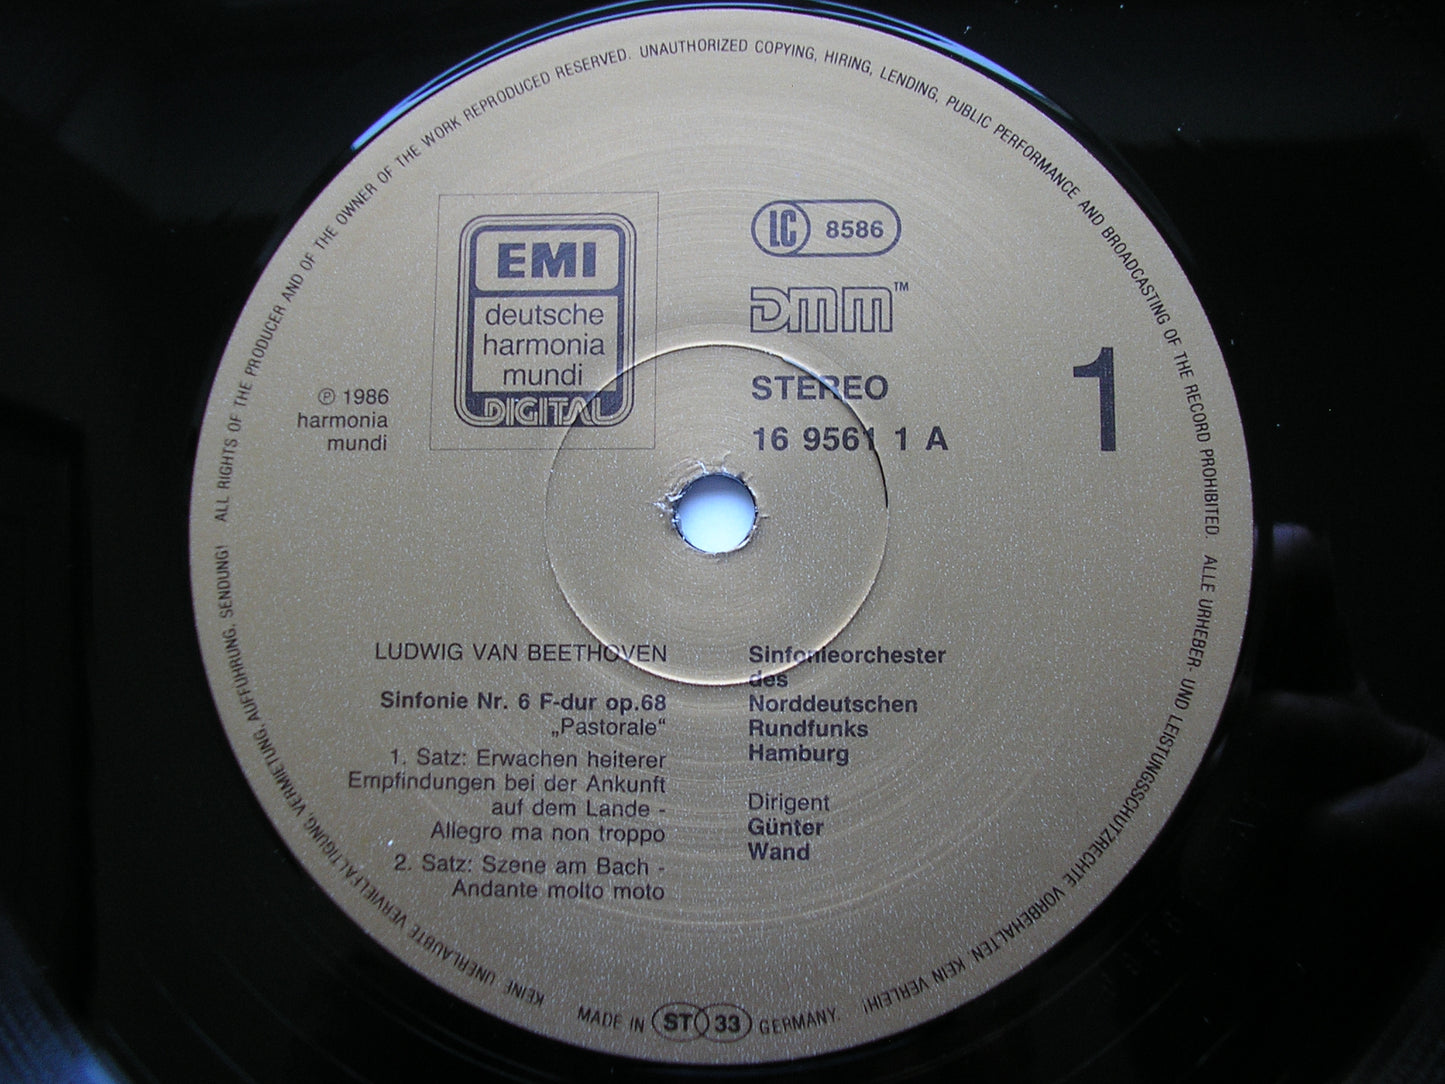 ALL RIGHTS OF THE PRODUCER AND OF THE OWNER OF THE WORK REPRODUCED RESERVED. UNAUTHORIZED COPYING, HIRING, LENDING, PUBLIC PERFORMANCE AND BROADCASTING OF THE RECORD PROHIBITED. ALLE URHEBER- UND LEISTUNGSSCHUTZRECHTE VORBEHALTEN. KEIN VERLEIH!
KEINE UNERLAUBTE VERVIELFÄLTIGUNG, VERMIETUNG, AUFFÜHRUNG, SENDUNG!
EMI
deutsche
harmonia
mundi
DIGITAL
LC 8586
DMM™
STEREO
16 9561 1 A
1
℗ 1986
harmonia
mundi
LUDWIG VAN BEETHOVEN
Sinfonie Nr. 6 F-dur op.68
„Pastorale“
1. Satz: Erwachen heiterer
Empfindungen bei der Ankunft
auf dem Lande -
Allegro ma non troppo
2. Satz: Szene am Bach -
Andante molto moto
Sinfonieorchester
des
Norddeutschen
Rundfunks
Hamburg
Dirigent
Günter
Wand
MADE IN ST 33 GERMANY.